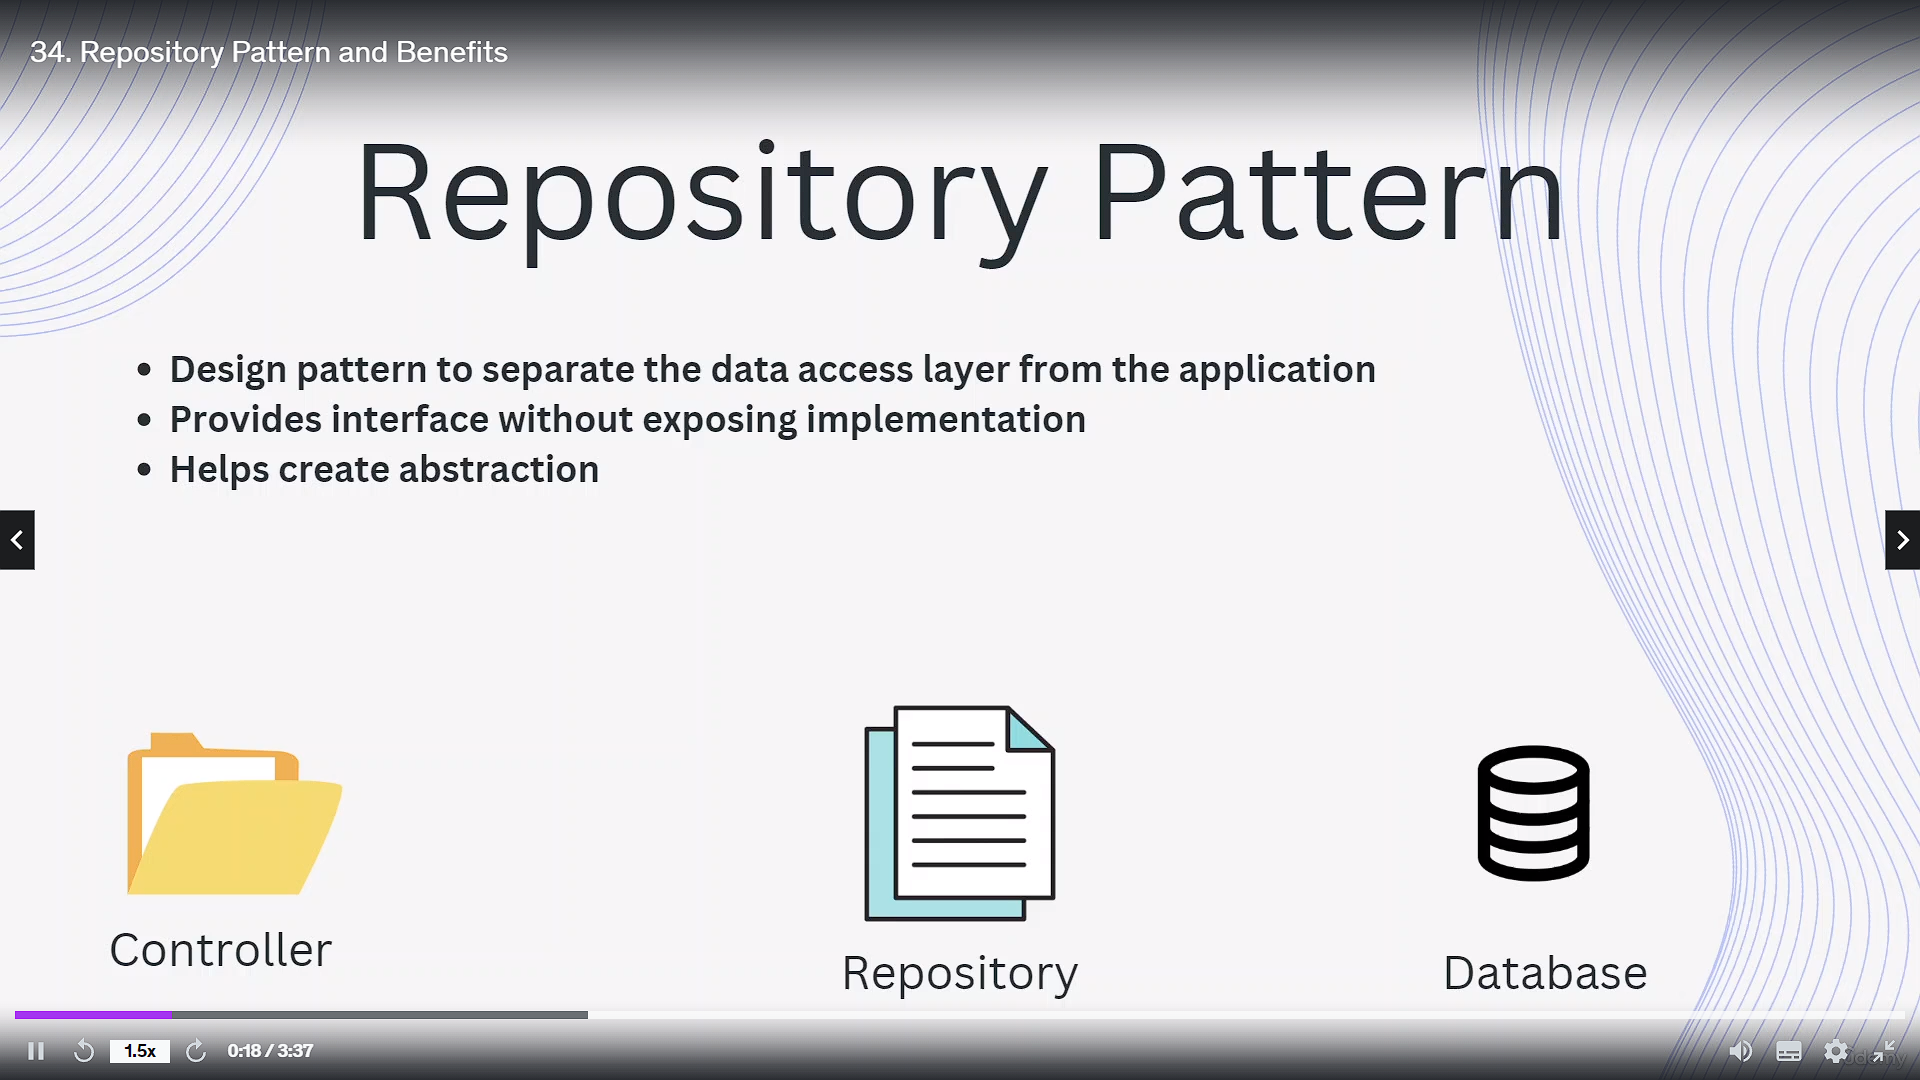 34. Repository Pattern and Benefits
Repository Pattern
• Design pattern to separate the data access layer from the application
• Provides interface without exposing implementation
• Helps create abstraction
Controller
Repository
Database
1.5x
0:18 / 3:37
udemy